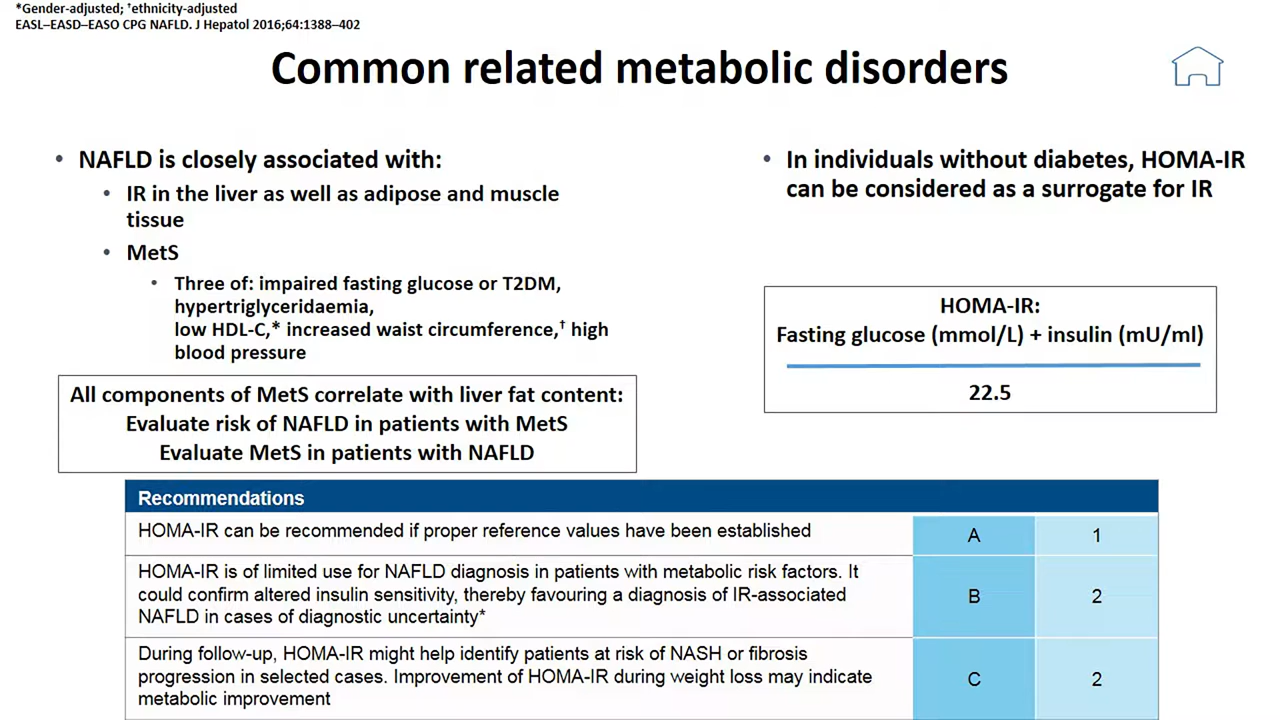 *Gender-adjusted; †ethnicity-adjusted
EASL–EASD–EASO CPG NAFLD. J Hepatol 2016;64:1388–402
Common related metabolic disorders
• NAFLD is closely associated with:
• IR in the liver as well as adipose and muscle
tissue
• MetS
• Three of: impaired fasting glucose or T2DM,
hypertriglyceridaemia,
low HDL-C,* increased waist circumference,† high
blood pressure
All components of MetS correlate with liver fat content:
Evaluate risk of NAFLD in patients with MetS
Evaluate MetS in patients with NAFLD
• In individuals without diabetes, HOMA-IR
can be considered as a surrogate for IR
HOMA-IR:
Fasting glucose (mmol/L) + insulin (mU/ml)
22.5
Recommendations
HOMA-IR can be recommended if proper reference values have been established
A
1
HOMA-IR is of limited use for NAFLD diagnosis in patients with metabolic risk factors. It
could confirm altered insulin sensitivity, thereby favouring a diagnosis of IR-associated
NAFLD in cases of diagnostic uncertainty*
B
2
During follow-up, HOMA-IR might help identify patients at risk of NASH or fibrosis
progression in selected cases. Improvement of HOMA-IR during weight loss may indicate
metabolic improvement
C
2